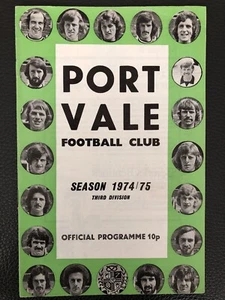 PORT
VALE
FOOTBALL CLUB
SEASON 1974/75
THIRD DIVISION
OFFICIAL PROGRAMME 10p